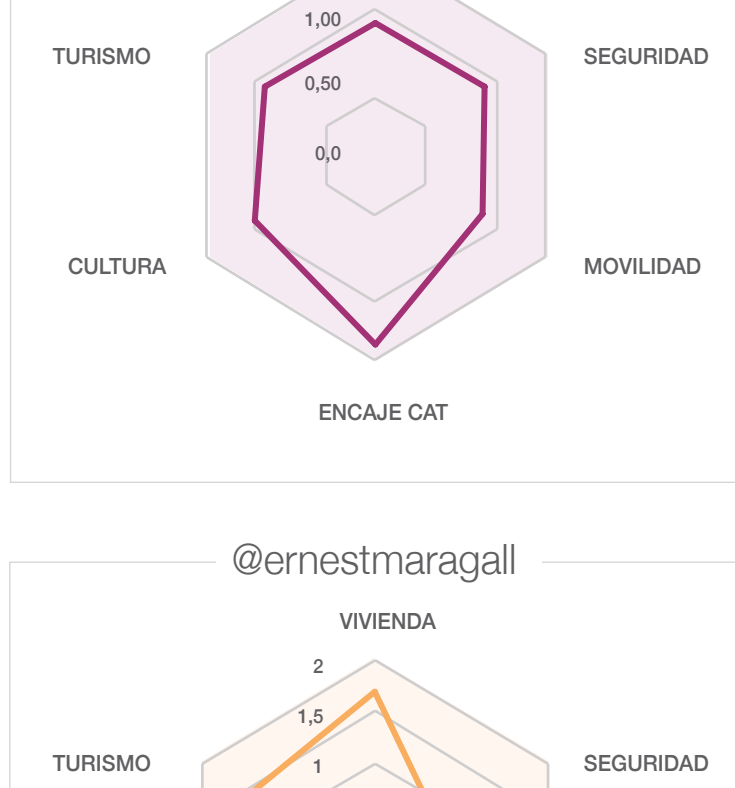 1,00
TURISMO
SEGURIDAD
0,50
0,0
CULTURA
MOVILIDAD
ENCAJE CAT
@ernestmaragall
VIVIENDA
2
1,5
TURISMO
1
SEGURIDAD